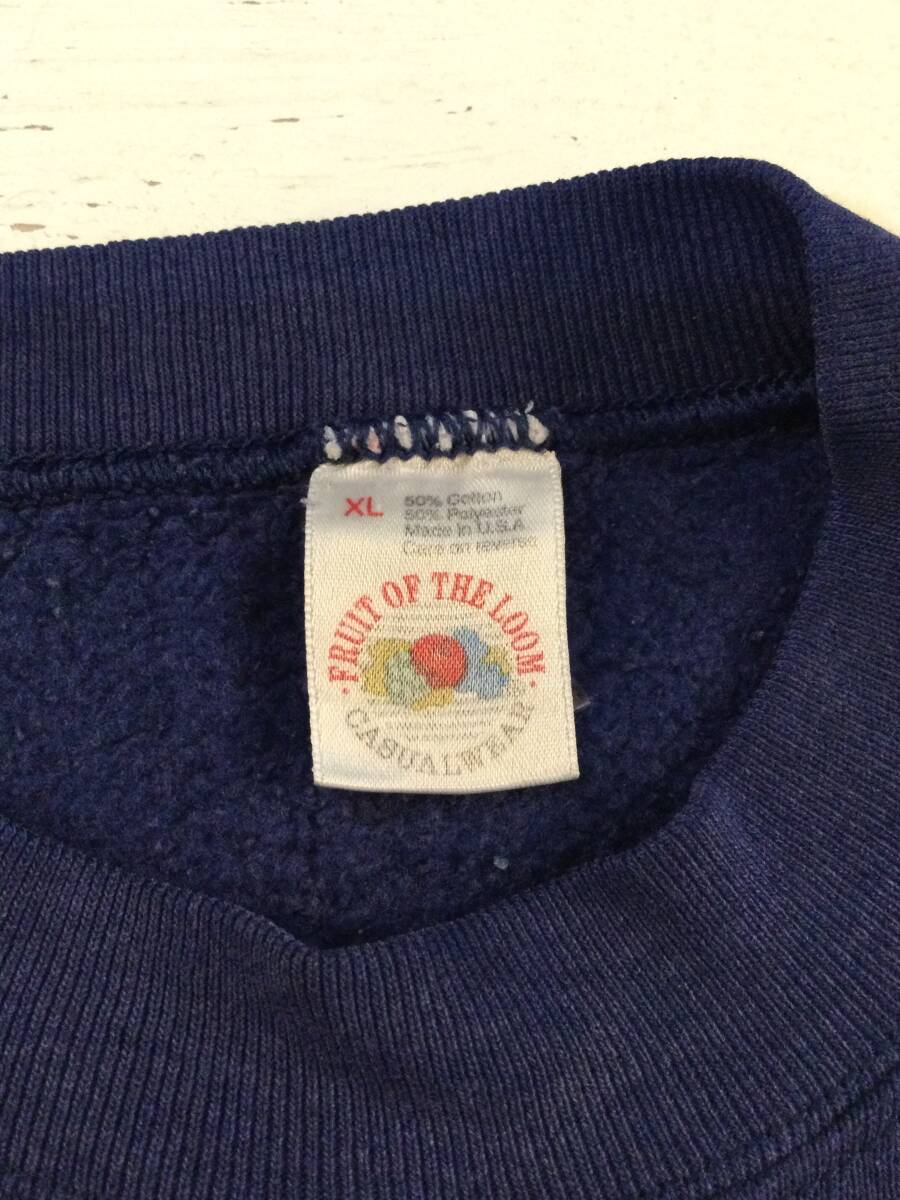 XL
50% Cotton
50% Polyester
Made in U.S.A
Care on reverse
· FRUIT OF THE LOOM ·
CASUALWEAR